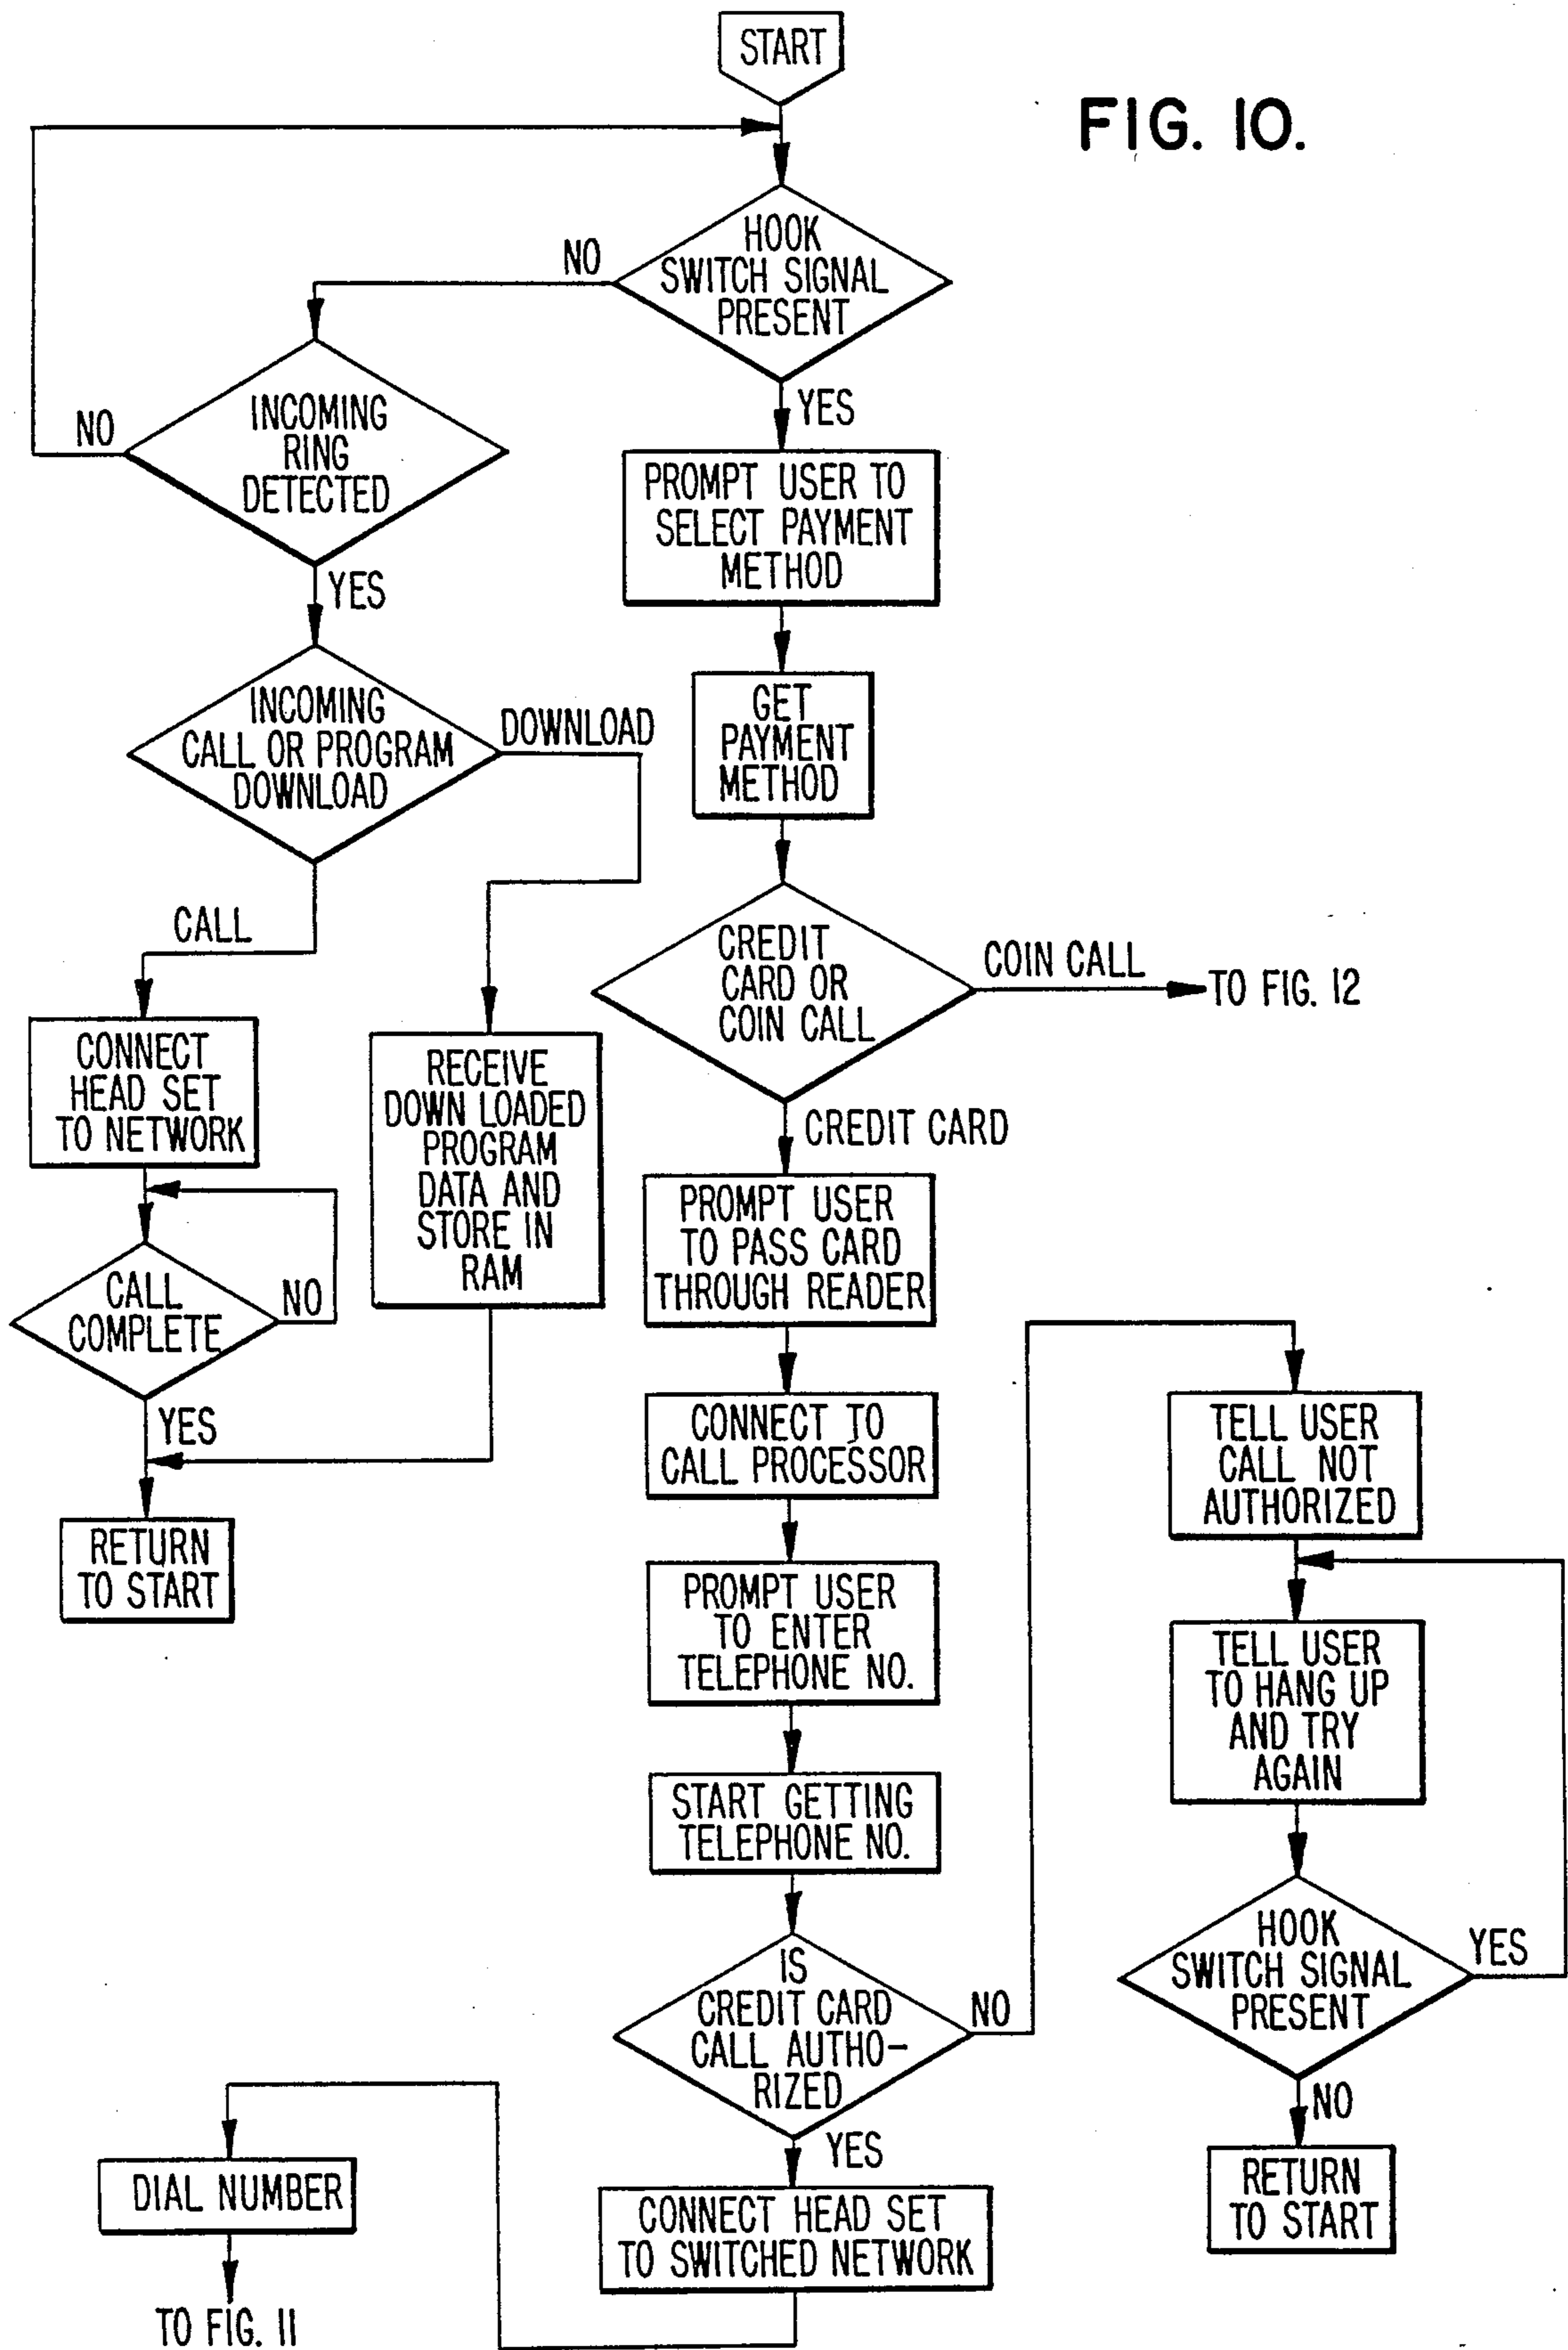 START
FIG. 10.
HOOK
SWITCH SIGNAL
PRESENT
NO
YES
INCOMING
RING
DETECTED
NO
YES
PROMPT USER TO
SELECT PAYMENT
METHOD
INCOMING
CALL OR PROGRAM
DOWNLOAD
DOWNLOAD
CALL
GET
PAYMENT
METHOD
CREDIT
CARD OR
COIN CALL
COIN CALL
TO FIG. 12
CREDIT CARD
CONNECT
HEAD SET
TO NETWORK
RECEIVE
DOWN LOADED
PROGRAM
DATA AND
STORE IN
RAM
CALL
COMPLETE
NO
YES
RETURN
TO START
PROMPT USER
TO PASS CARD
THROUGH READER
CONNECT TO
CALL PROCESSOR
PROMPT USER
TO ENTER
TELEPHONE NO.
START GETTING
TELEPHONE NO.
IS
CREDIT CARD
CALL AUTHO-
RIZED
NO
YES
TELL USER
CALL NOT
AUTHORIZED
TELL USER
TO HANG UP
AND TRY
AGAIN
HOOK
SWITCH SIGNAL
PRESENT
YES
NO
RETURN
TO START
CONNECT HEAD SET
TO SWITCHED NETWORK
DIAL NUMBER
TO FIG. 11